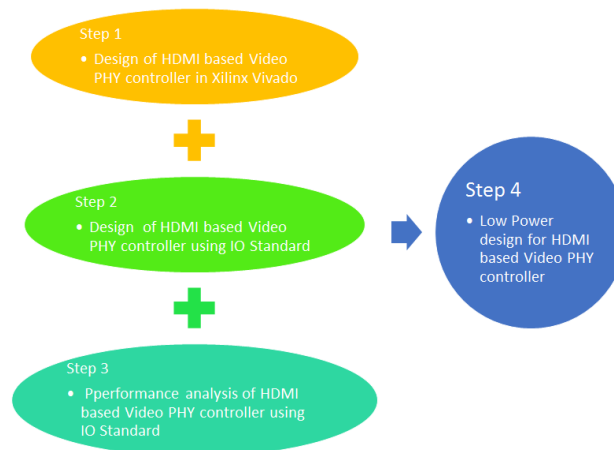 Step 1
• Design of HDMI based Video
PHY controller in Xilinx Vivado
Step 2
• Design of HDMI based Video
PHY controller using IO Standard
Step 3
• Pperformance analysis of HDMI
based Video PHY controller using
IO Standard
Step 4
• Low Power
design for HDMI
based Video PHY
controller